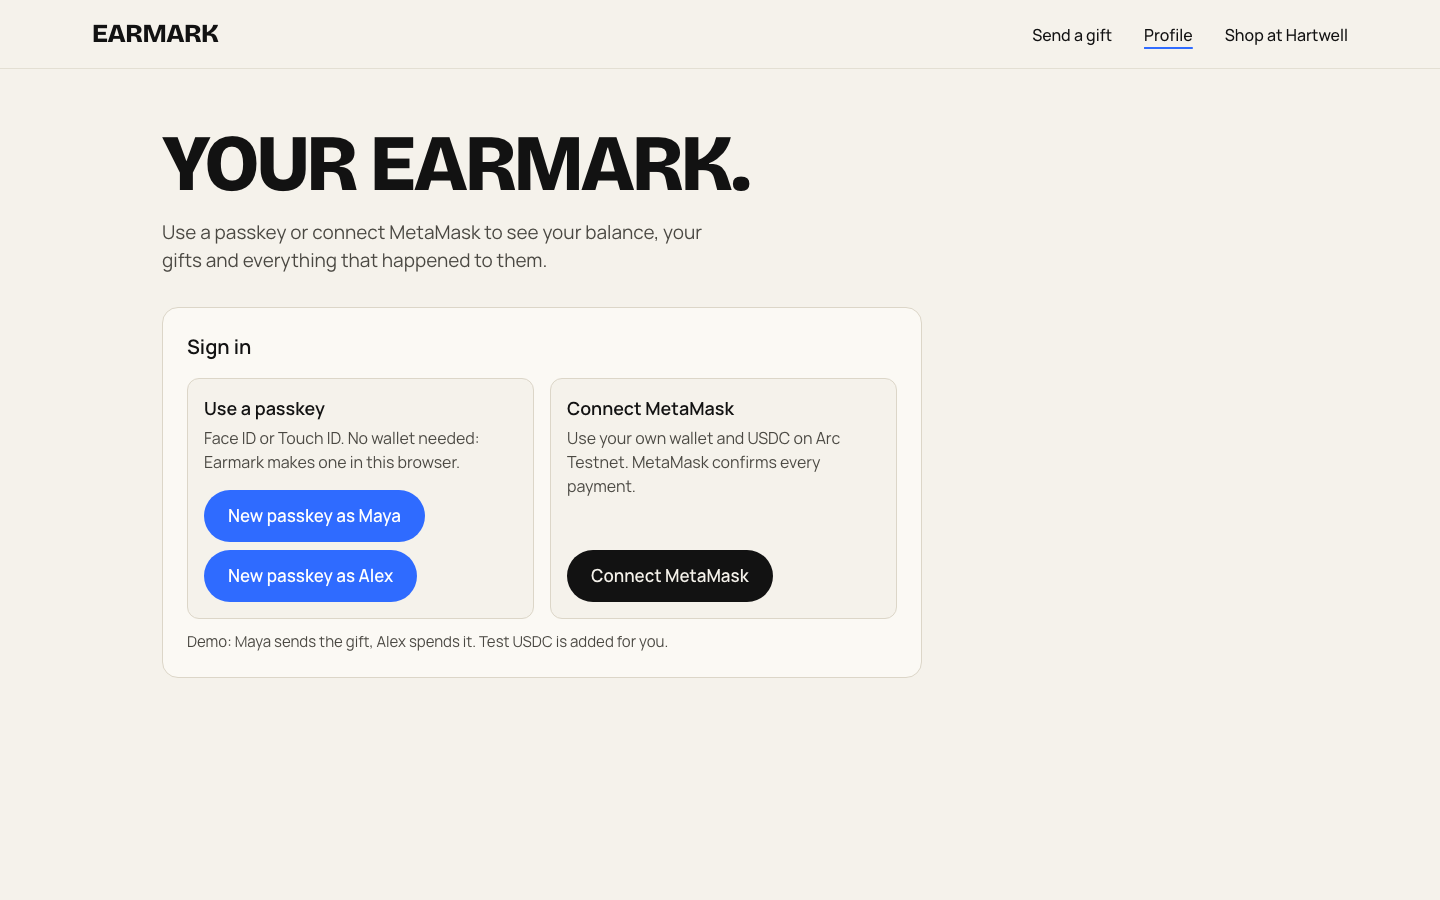 EARMARK
Send a gift
Profile
Shop at Hartwell
YOUR EARMARK.
Use a passkey or connect MetaMask to see your balance, your
gifts and everything that happened to them.
Sign in
Use a passkey
Face ID or Touch ID. No wallet needed:
Earmark makes one in this browser.
New passkey as Maya
New passkey as Alex
Connect MetaMask
Use your own wallet and USDC on Arc
Testnet. MetaMask confirms every
payment.
Connect MetaMask
Demo: Maya sends the gift, Alex spends it. Test USDC is added for you.